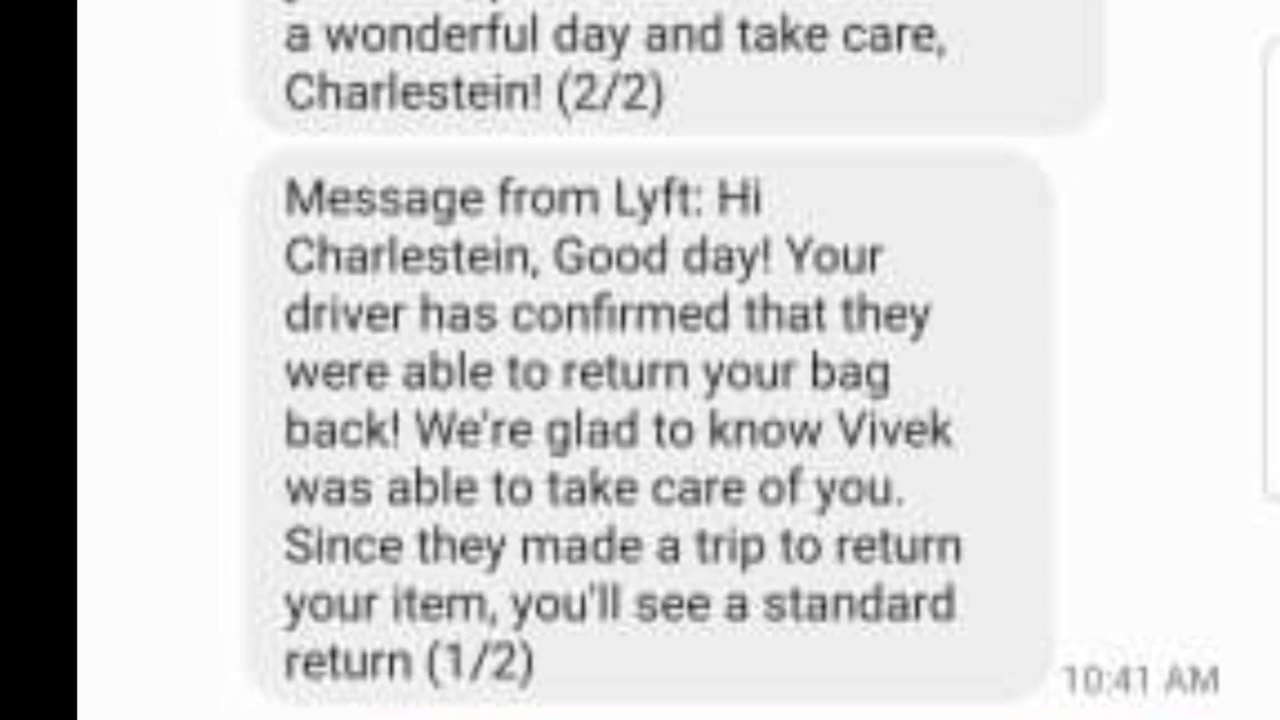 a wonderful day and take care,
Charlestein! (2/2)
Message from Lyft: Hi
Charlestein, Good day! Your
driver has confirmed that they
were able to return your bag
back! We're glad to know Vivek
was able to take care of you.
Since they made a trip to return
your item, you'll see a standard
return (1/2)
10:41 AM